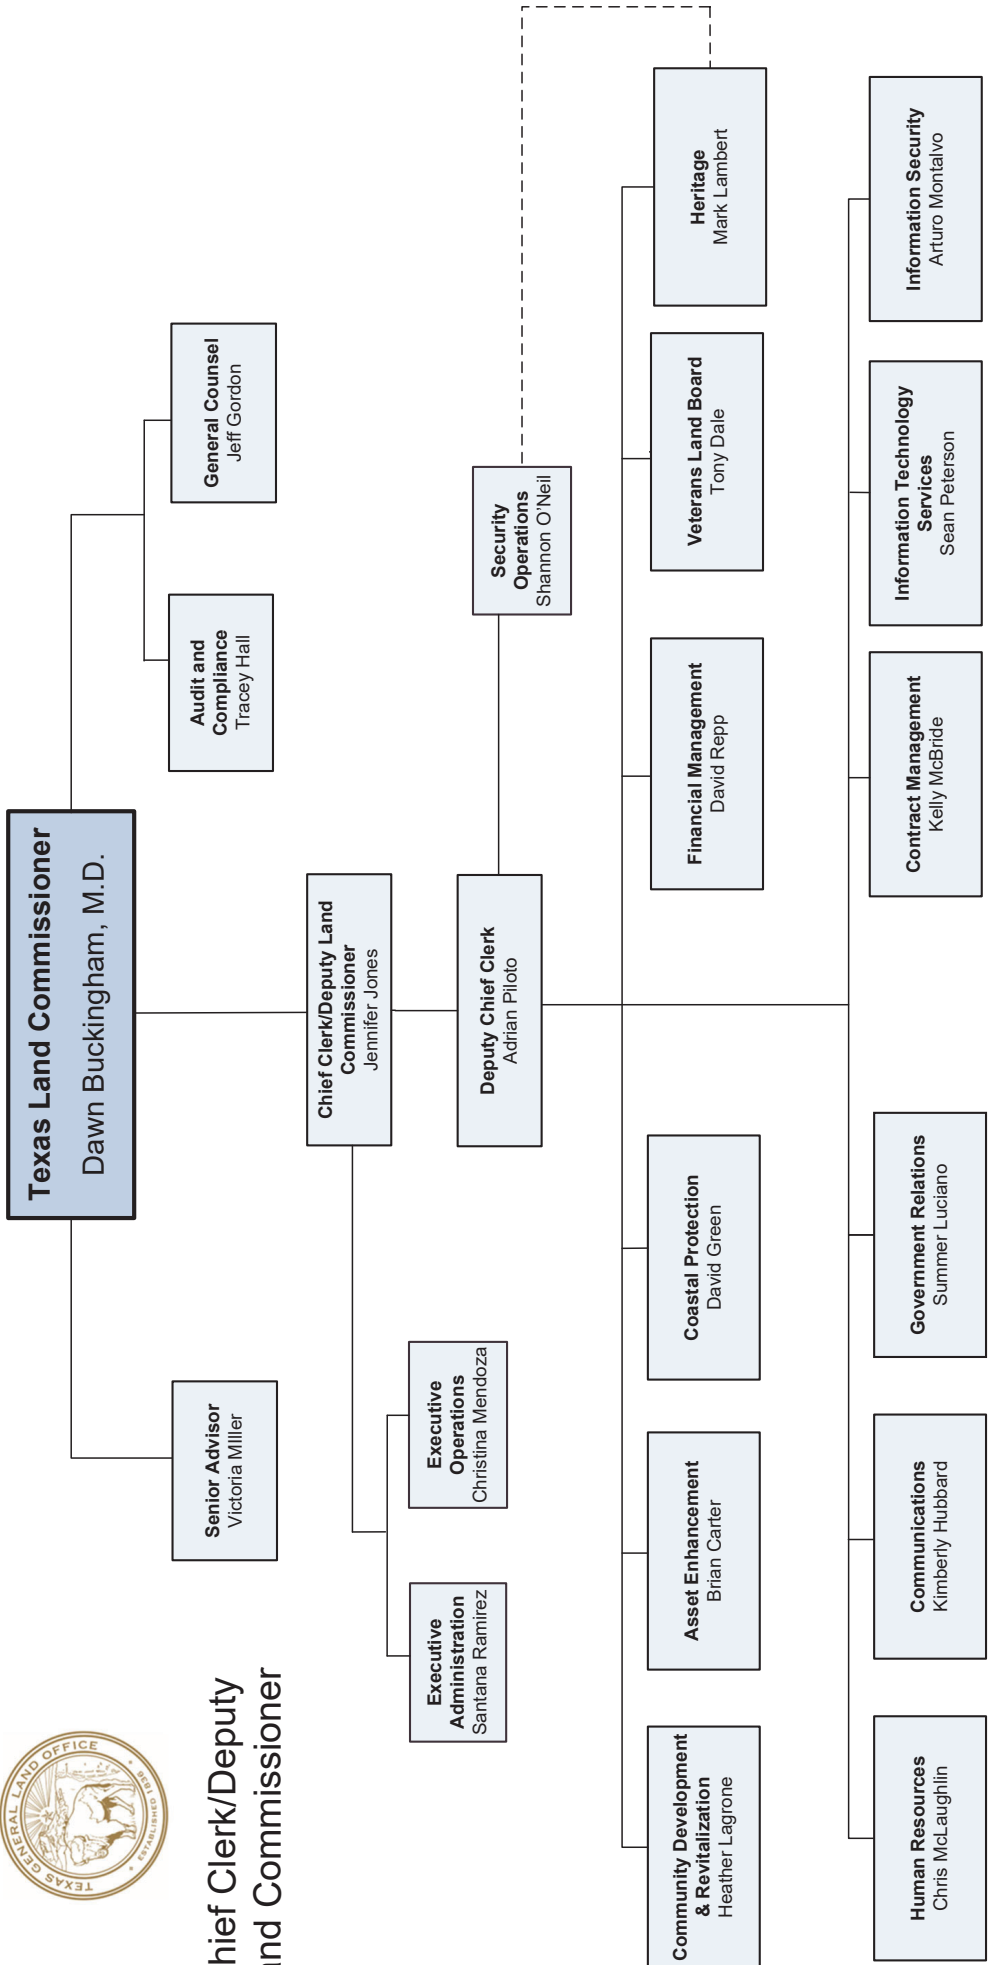 TEXAS GENERAL LAND OFFICE
ESTABLISHED 1836
hief Clerk/Deputy
and Commissioner
Texas Land Commissioner
Dawn Buckingham, M.D.
Senior Advisor
Victoria MIller
Audit and
Compliance
Tracey Hall
General Counsel
Jeff Gordon
Chief Clerk/Deputy Land
Commissioner
Jennifer Jones
Executive
Administration
Santana Ramirez
Executive
Operations
Christina Mendoza
Deputy Chief Clerk
Adrian Piloto
Security
Operations
Shannon O'Neil
Community Development
& Revitalization
Heather Lagrone
Asset Enhancement
Brian Carter
Coastal Protection
David Green
Financial Management
David Repp
Veterans Land Board
Tony Dale
Heritage
Mark Lambert
Human Resources
Chris McLaughlin
Communications
Kimberly Hubbard
Government Relations
Summer Luciano
Contract Management
Kelly McBride
Information Technology
Services
Sean Peterson
Information Security
Arturo Montalvo